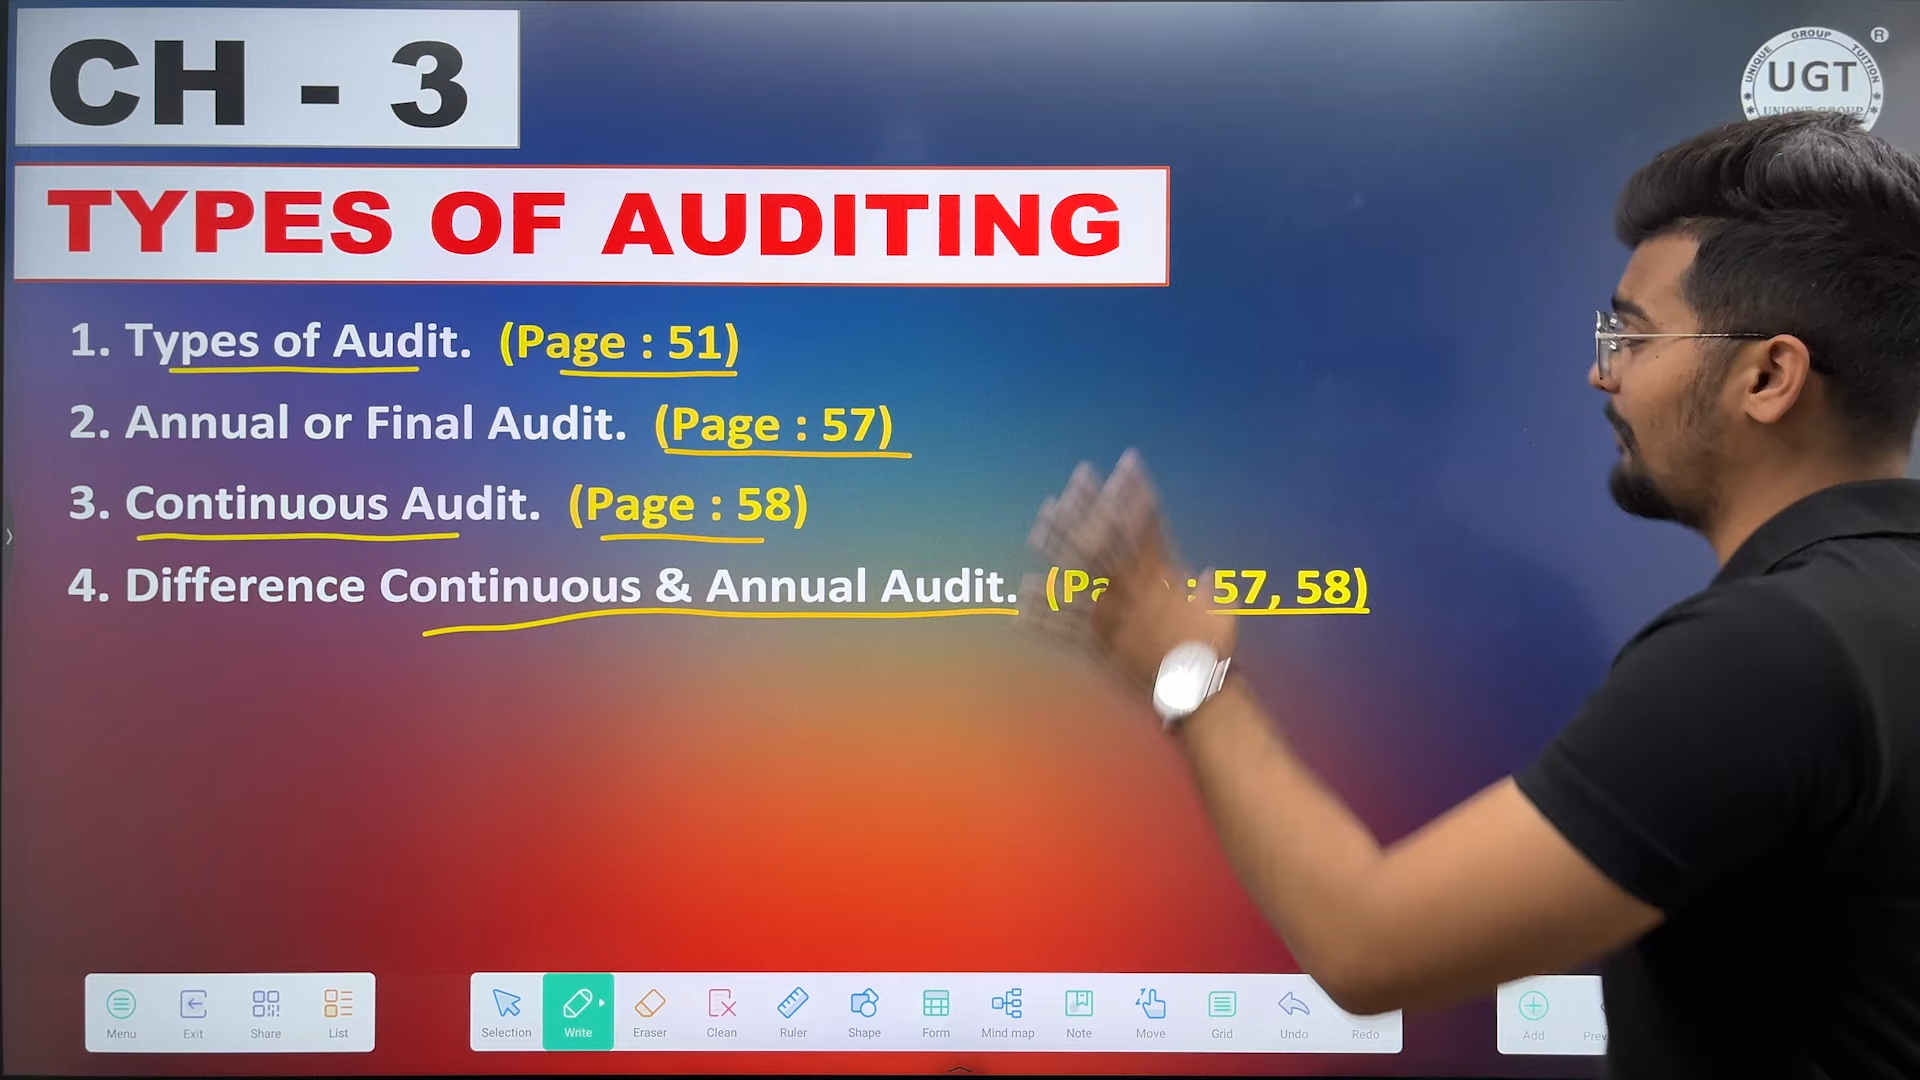 CH - 3
UNIQUE GROUP TUITION
®
UGT
TYPES OF AUDITING
1. Types of Audit. (Page : 51)
2. Annual or Final Audit. (Page : 57)
3. Continuous Audit. (Page : 58)
4. Difference Continuous & Annual Audit. : 57, 58)
Menu Exit Share List Selection Write Eraser Clean Ruler Shape Form Mind map Note Move Grid Undo Redo Add